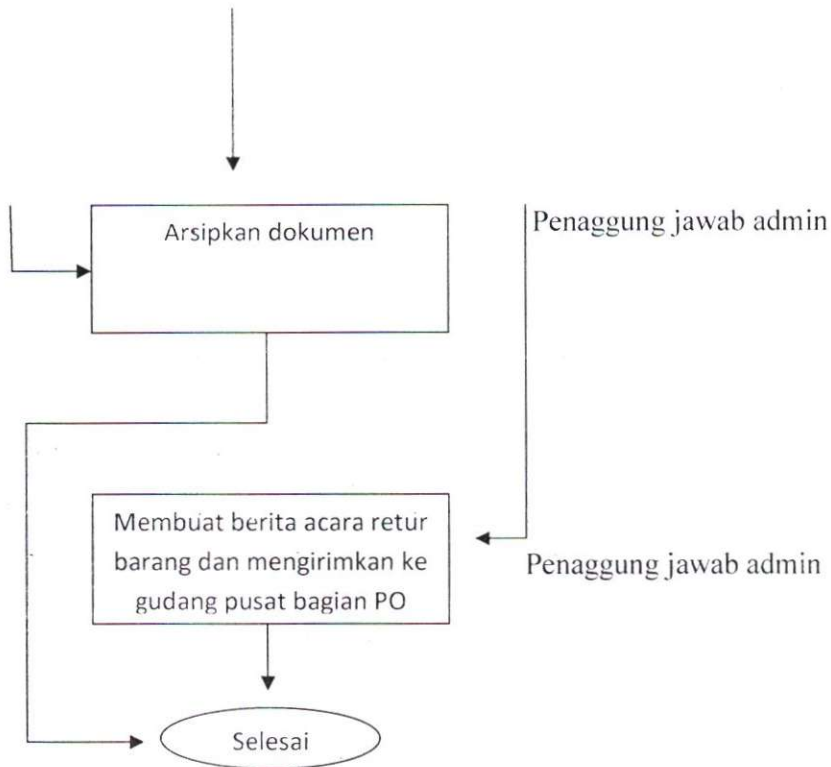 Arsipkan dokumen
Penaggung jawab admin
Membuat berita acara retur
barang dan mengirimkan ke
gudang pusat bagian PO
Penaggung jawab admin
Selesai